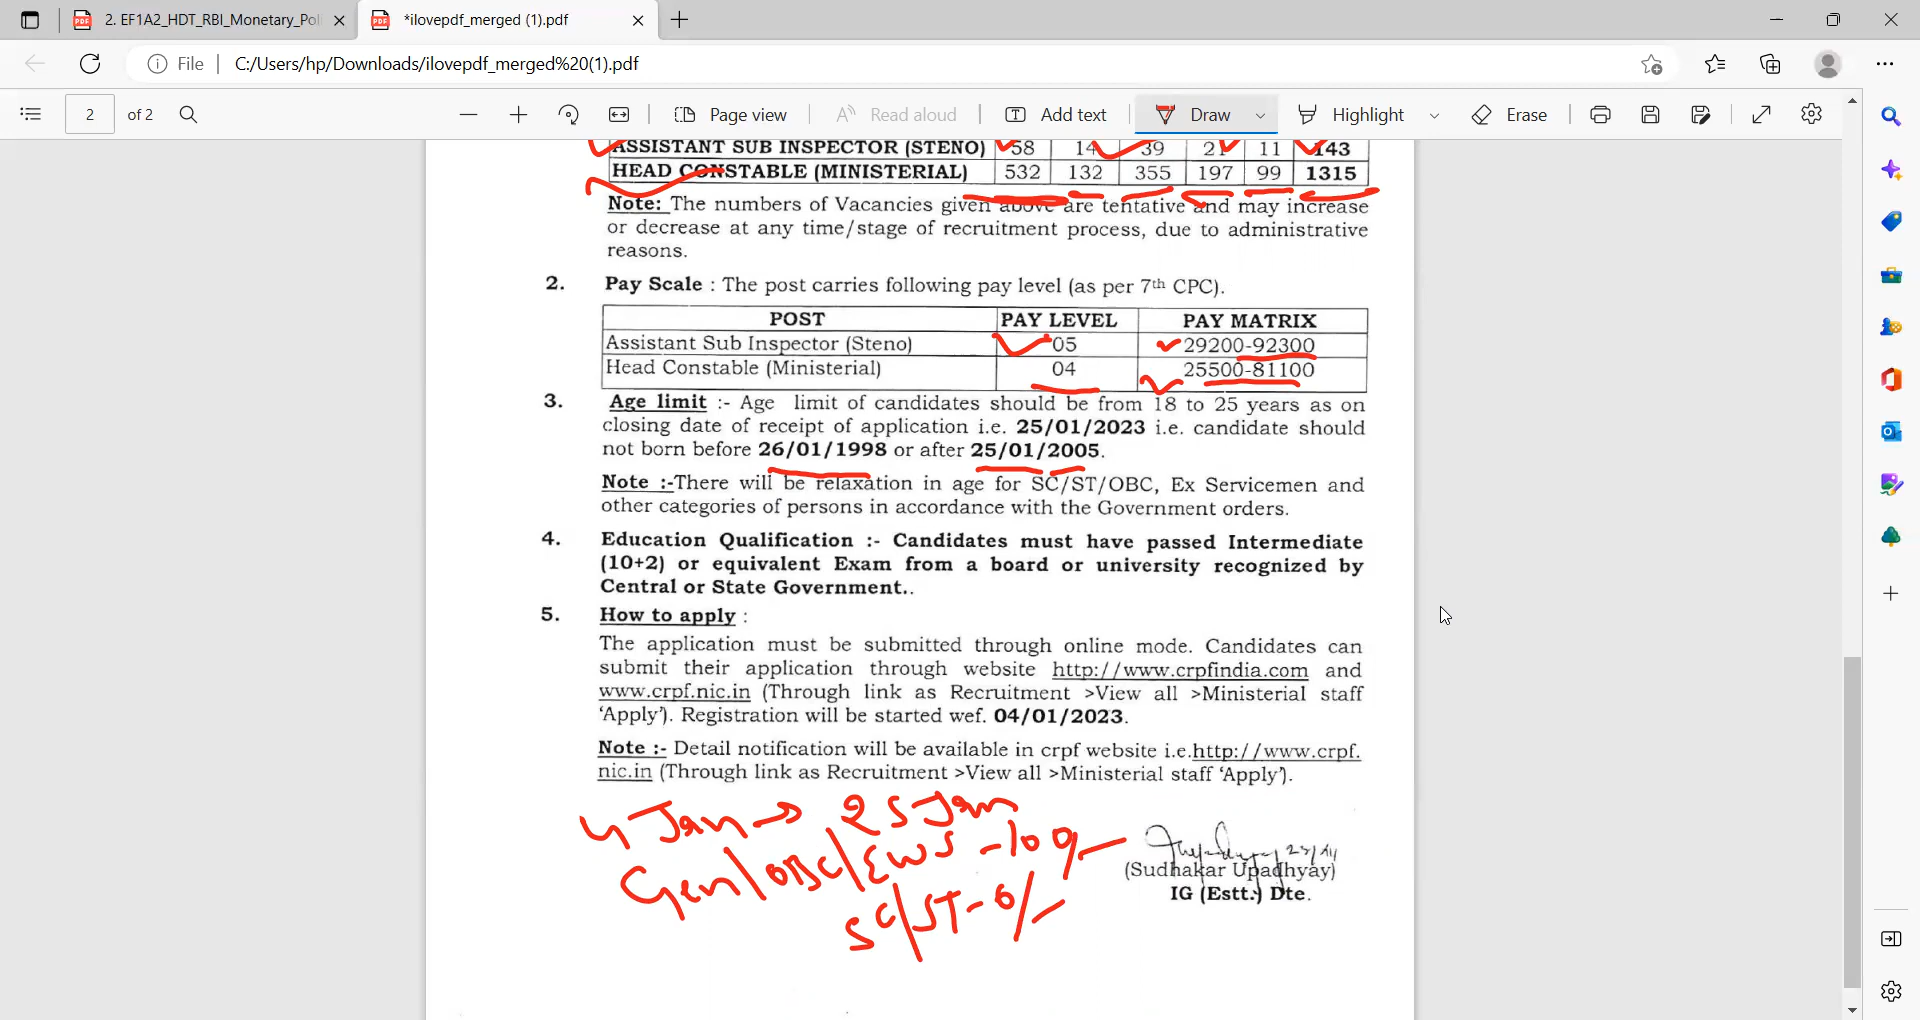 2. EF1A2_HDT_RBI_Monetary_Pol
*ilovepdf_merged (1).pdf
File C:/Users/hp/Downloads/ilovepdf_merged%20(1).pdf
2 of 2 Page view Read aloud Add text Draw Highlight Erase
ASSISTANT SUB INSPECTOR (STENO) 58 14 39 21 11 143
HEAD CONSTABLE (MINISTERIAL) 532 132 355 197 99 1315
Note: The numbers of Vacancies given above are tentative and may increase
or decrease at any time/stage of recruitment process, due to administrative
reasons.
2. Pay Scale : The post carries following pay level (as per 7th CPC).
POST PAY LEVEL PAY MATRIX
Assistant Sub Inspector (Steno) 05 29200-92300
Head Constable (Ministerial) 04 25500-81100
3. Age limit :- Age limit of candidates should be from 18 to 25 years as on
closing date of receipt of application i.e. 25/01/2023 i.e. candidate should
not born before 26/01/1998 or after 25/01/2005.
Note :-There will be relaxation in age for SC/ST/OBC, Ex Servicemen and
other categories of persons in accordance with the Government orders.
4. Education Qualification :- Candidates must have passed Intermediate
(10+2) or equivalent Exam from a board or university recognized by
Central or State Government..
5. How to apply :
The application must be submitted through online mode. Candidates can
submit their application through website http://www.crpfindia.com and
www.crpf.nic.in (Through link as Recruitment >View all >Ministerial staff
'Apply'). Registration will be started wef. 04/01/2023.
Note :- Detail notification will be available in crpf website i.e.http://www.crpf.
nic.in (Through link as Recruitment >View all >Ministerial staff 'Apply').
4 Jan → 25 Jan
Gen/OBC/EWS - 100/-
SC/ST - 0/-
(Sudhakar Upadhyay)
IG (Estt.) Dte.